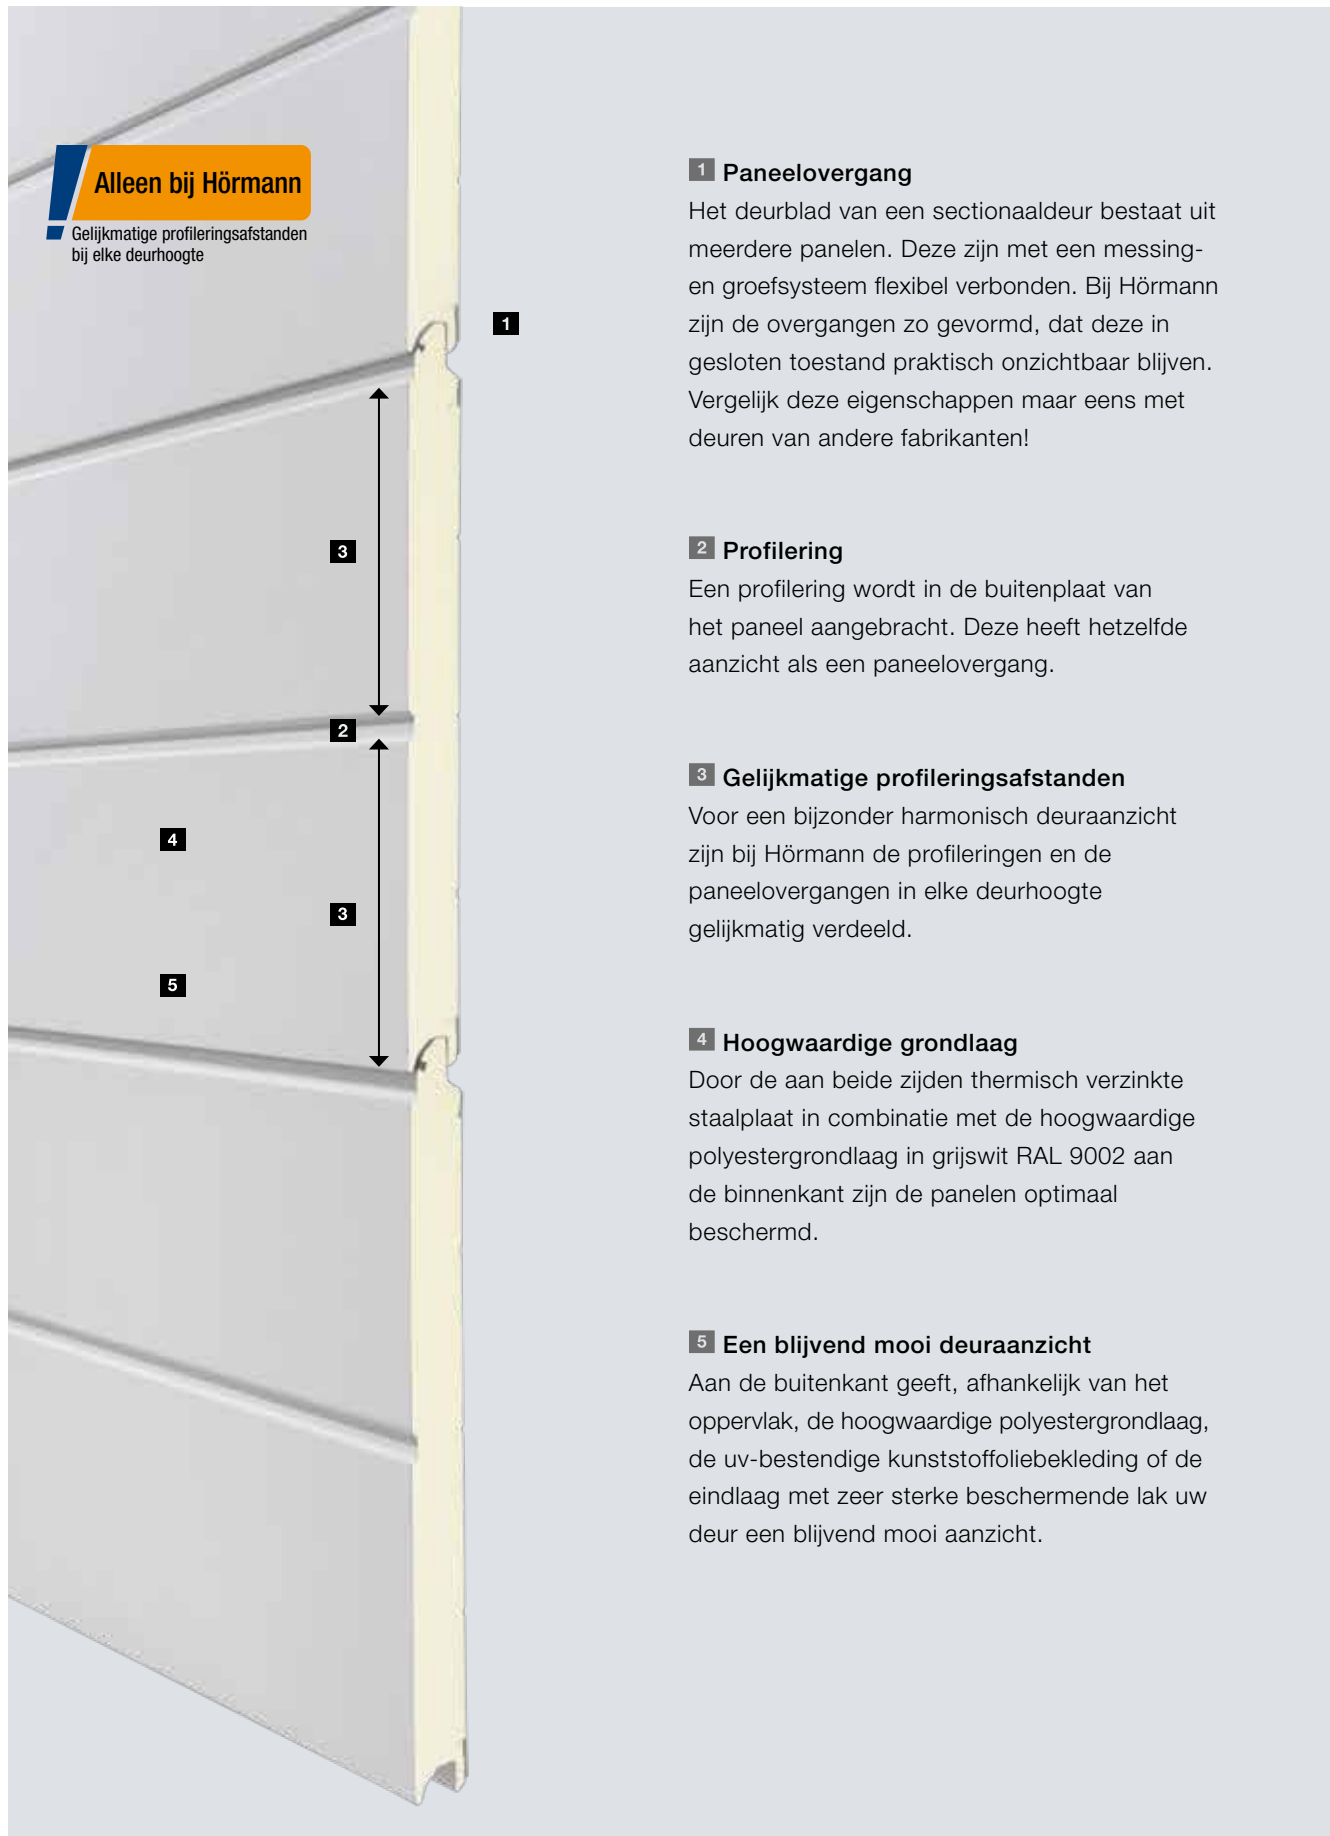 Alleen bij Hörmann
Gelijkmatige profileringsafstanden
bij elke deurhoogte
1
3
2
4
3
5
1 Paneelovergang
Het deurblad van een sectionaaldeur bestaat uit
meerdere panelen. Deze zijn met een messing-
en groefsysteem flexibel verbonden. Bij Hörmann
zijn de overgangen zo gevormd, dat deze in
gesloten toestand praktisch onzichtbaar blijven.
Vergelijk deze eigenschappen maar eens met
deuren van andere fabrikanten!
2 Profilering
Een profilering wordt in de buitenplaat van
het paneel aangebracht. Deze heeft hetzelfde
aanzicht als een paneelovergang.
3 Gelijkmatige profileringsafstanden
Voor een bijzonder harmonisch deuraanzicht
zijn bij Hörmann de profileringen en de
paneelovergangen in elke deurhoogte
gelijkmatig verdeeld.
4 Hoogwaardige grondlaag
Door de aan beide zijden thermisch verzinkte
staalplaat in combinatie met de hoogwaardige
polyestergrondlaag in grijswit RAL 9002 aan
de binnenkant zijn de panelen optimaal
beschermd.
5 Een blijvend mooi deuraanzicht
Aan de buitenkant geeft, afhankelijk van het
oppervlak, de hoogwaardige polyestergrondlaag,
de uv-bestendige kunststoffoliebekleding of de
eindlaag met zeer sterke beschermende lak uw
deur een blijvend mooi aanzicht.